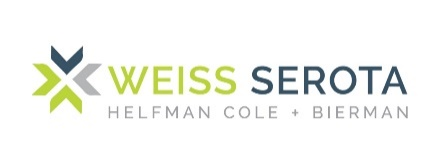 WEISS SEROTA
HELFMAN COLE + BIERMAN